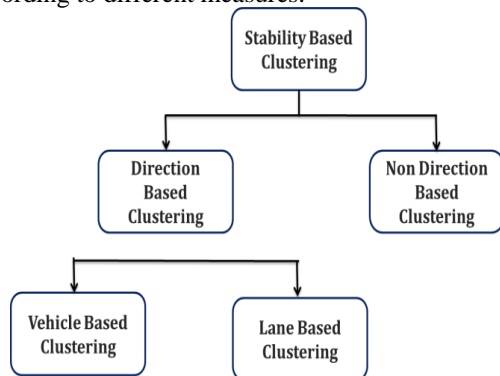 ording to different measures.
Stability Based
Clustering
Direction
Based
Clustering
Non Direction
Based
Clustering
Vehicle Based
Clustering
Lane Based
Clustering